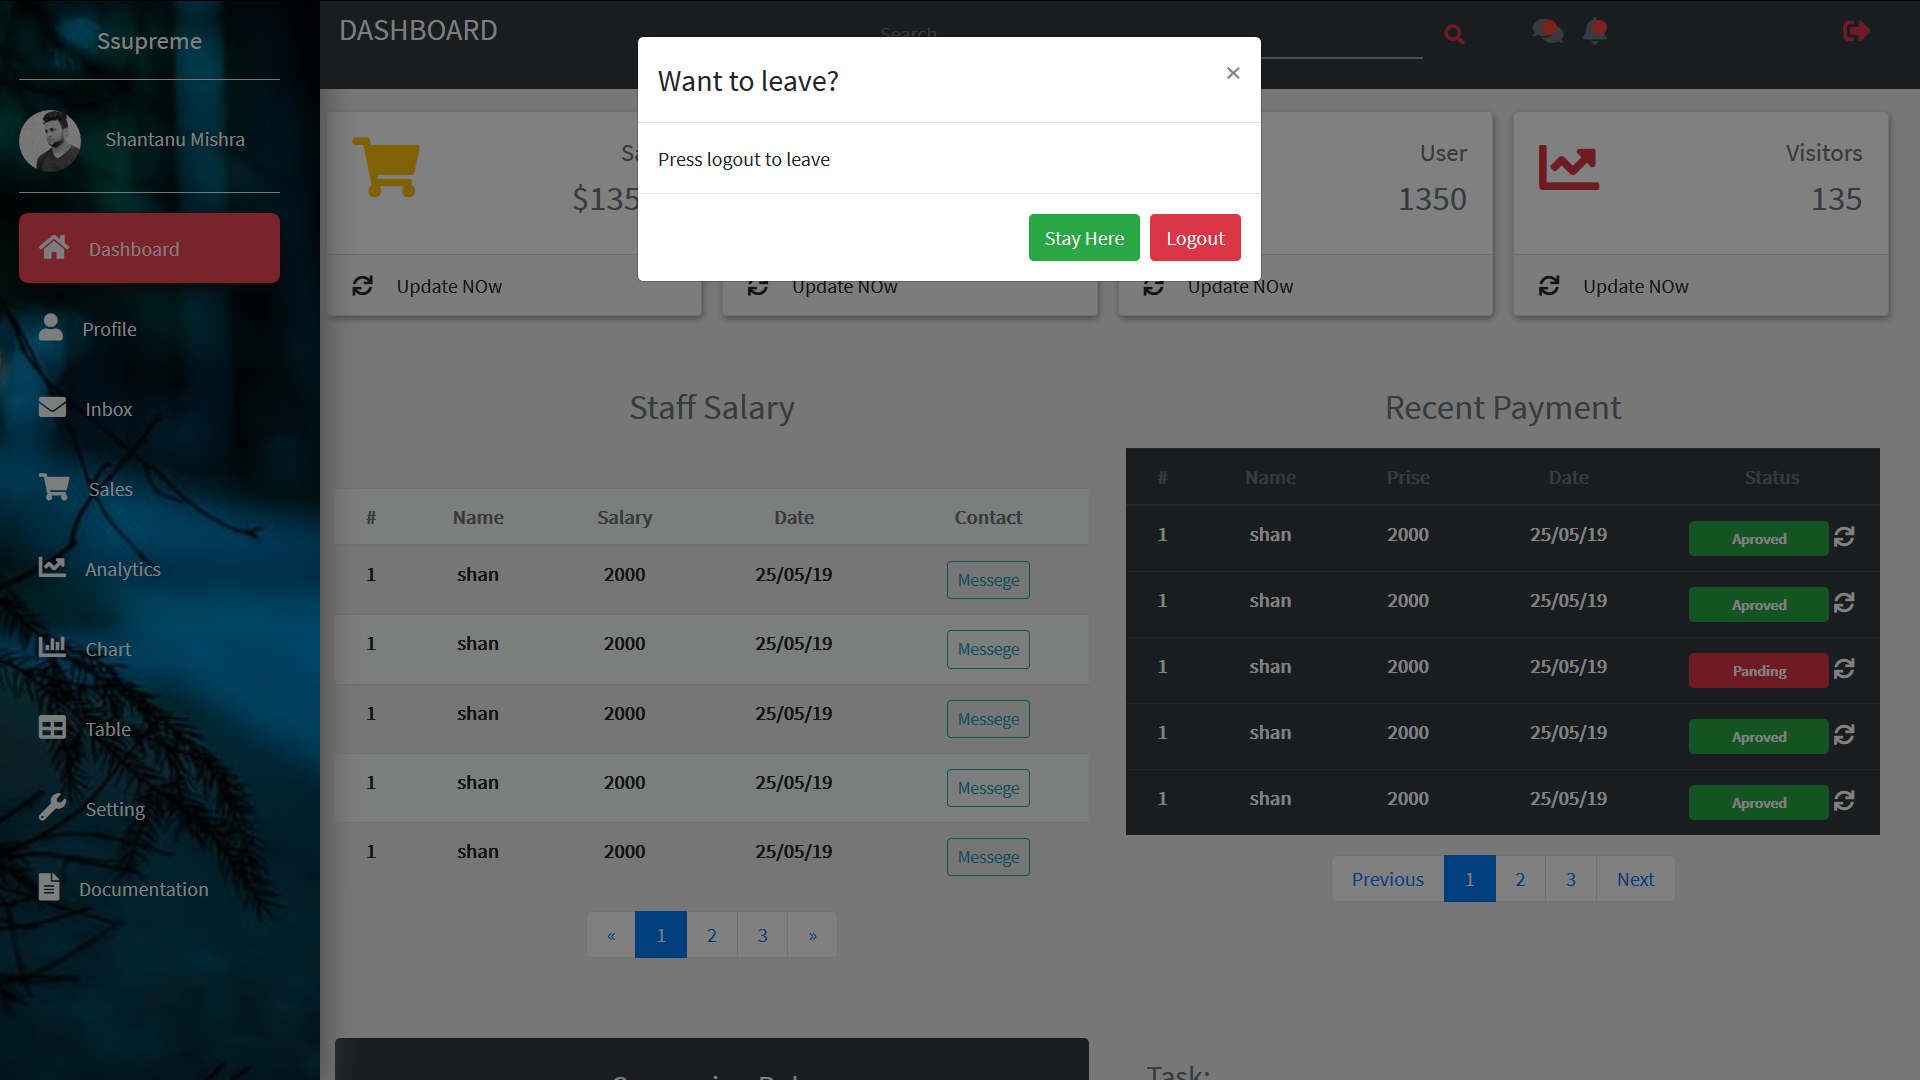 Ssupreme
Shantanu Mishra
Dashboard
Profile
Inbox
Sales
Analytics
Chart
Table
Setting
Documentation
DASHBOARD
Search
Want to leave?
×
Press logout to leave
Stay Here
Logout
$135
Update NOw
Update NOw
User
1350
Update NOw
Visitors
135
Update NOw
Staff Salary
# Name Salary Date Contact
1 shan 2000 25/05/19 Messege
1 shan 2000 25/05/19 Messege
1 shan 2000 25/05/19 Messege
1 shan 2000 25/05/19 Messege
1 shan 2000 25/05/19 Messege
« 1 2 3 »
Recent Payment
# Name Prise Date Status
1 shan 2000 25/05/19 Aproved
1 shan 2000 25/05/19 Aproved
1 shan 2000 25/05/19 Panding
1 shan 2000 25/05/19 Aproved
1 shan 2000 25/05/19 Aproved
Previous 1 2 3 Next
Task: